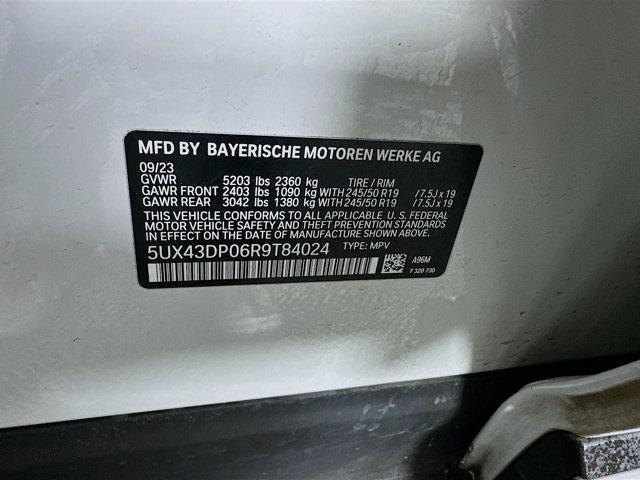 MFD BY BAYERISCHE MOTOREN WERKE AG
09/23
GVWR 5203 lbs 2360 kg TIRE / RIM
GAWR FRONT 2403 lbs 1090 kg WITH 245/50 R19 / 7.5J x 19
GAWR REAR 3042 lbs 1380 kg WITH 245/50 R19 / 7.5J x 19
THIS VEHICLE CONFORMS TO ALL APPLICABLE U. S. FEDERAL
MOTOR VEHICLE SAFETY AND THEFT PREVENTION STANDARDS
IN EFFECT ON THE DATE OF MANUFACTURE SHOWN ABOVE.
5UX43DP06R9T84024 TYPE: MPV A96M
7 320 730